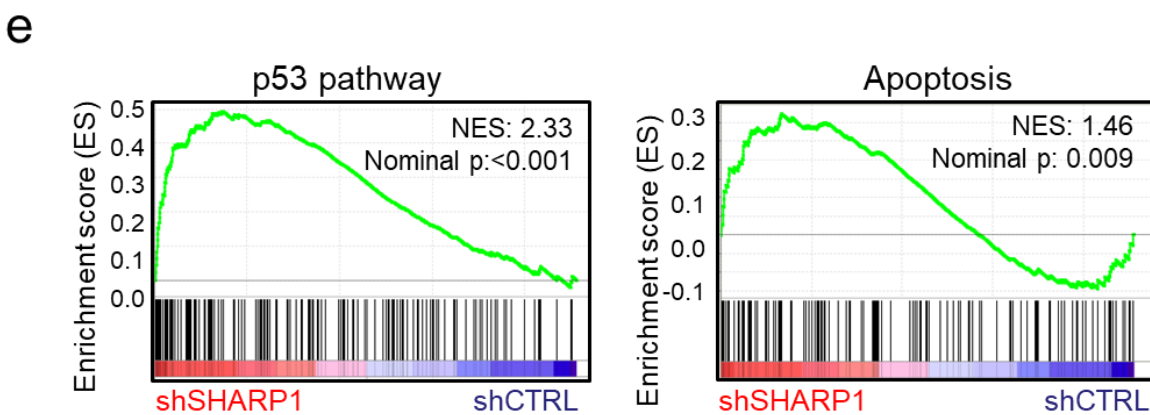 e
p53 pathway
Enrichment score (ES)
0.5
0.4
0.3
0.2
0.1
0.0
NES: 2.33
Nominal p:<0.001
shSHARP1
shCTRL
Apoptosis
Enrichment score (ES)
0.3
0.2
0.1
0.0
-0.1
NES: 1.46
Nominal p: 0.009
shSHARP1
shCTRL